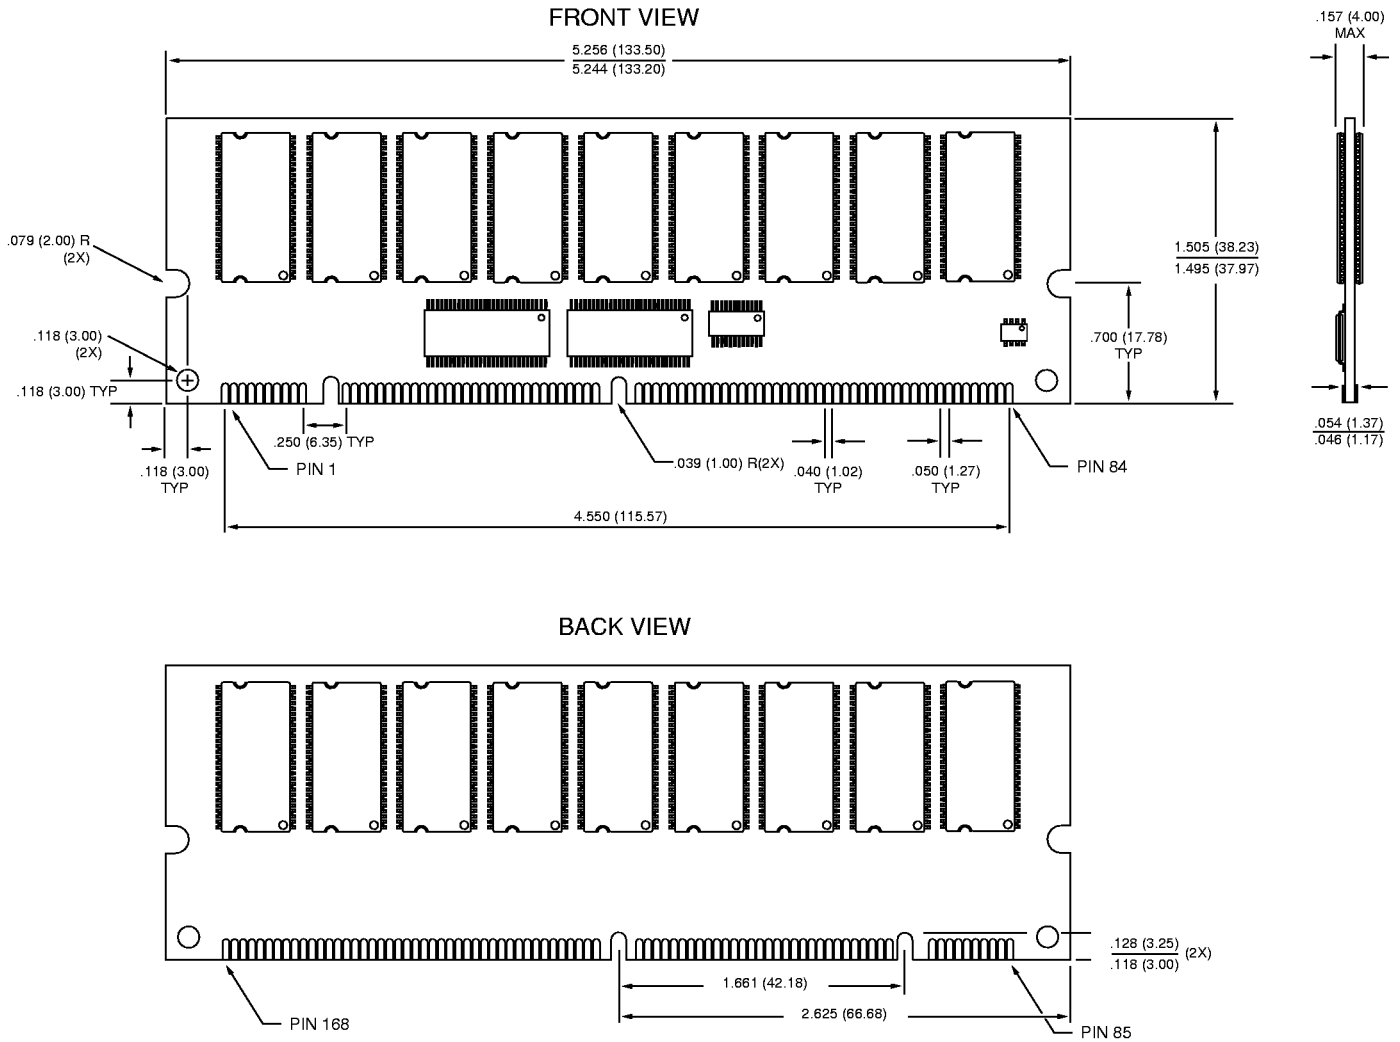 FRONT VIEW
5.256 (133.50)
5.244 (133.20)
.157 (4.00)
MAX
.079 (2.00) R
(2X)
1.505 (38.23)
1.495 (37.97)
.118 (3.00)
(2X)
.700 (17.78)
TYP
.118 (3.00) TYP
.054 (1.37)
.046 (1.17)
.250 (6.35) TYP
.118 (3.00)
TYP
PIN 1
.039 (1.00) R(2X)
.040 (1.02)
TYP
.050 (1.27)
TYP
PIN 84
4.550 (115.57)
BACK VIEW
.128 (3.25)
.118 (3.00)
(2X)
1.661 (42.18)
2.625 (66.68)
PIN 168
PIN 85